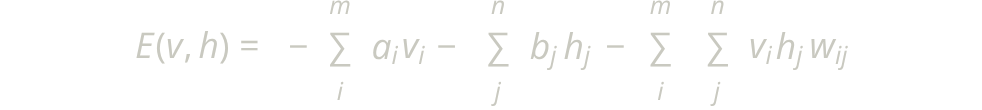 E(v, h) = − ∑_i^m a_i v_i − ∑_j^n b_j h_j − ∑_i^m ∑_j^n v_i h_j w_ij